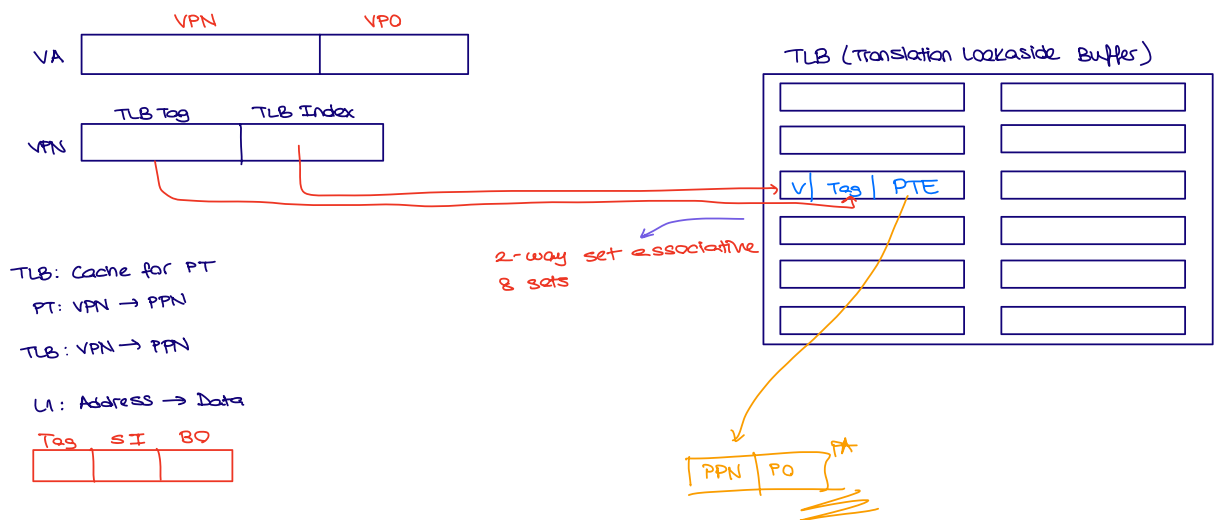 VPN VPO
VA
TLB (Translation Lookaside Buffer)
TLB Tag TLB Index
VPN
V Tag PTE
2-way set associative
8 sets
TLB: Cache for PT
PT: VPN → PPN
TLB: VPN → PPN
L1: Address → Data
Tag SI BO
PA
PPN PO